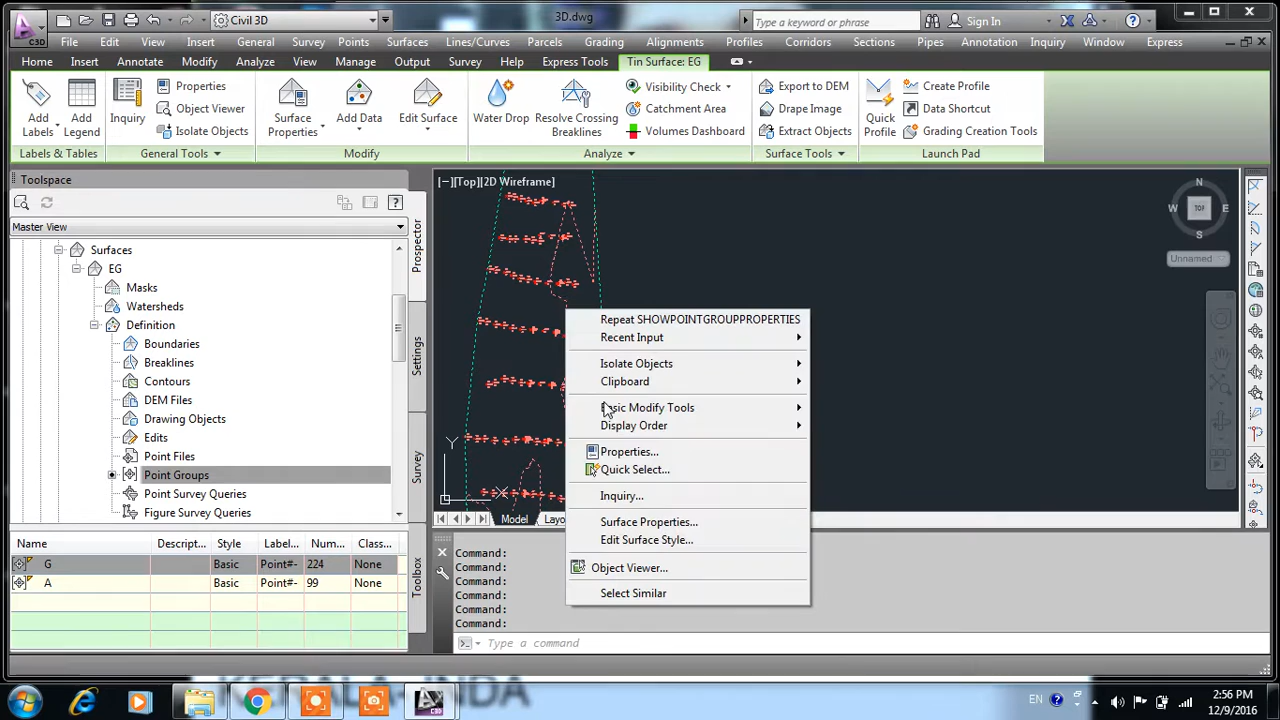 C3D
Civil 3D
3D.dwg
Type a keyword or phrase
Sign In
File Edit View Insert General Survey Points Surfaces Lines/Curves Parcels Grading Alignments Profiles Corridors Sections Pipes Annotation Inquiry Window Express
Home Insert Annotate Modify Analyze View Manage Output Survey Help Express Tools Tin Surface: EG
Add Labels
Add Legend
Inquiry
Properties
Object Viewer
Isolate Objects
Surface Properties
Add Data
Edit Surface
Water Drop
Resolve Crossing Breaklines
Visibility Check
Catchment Area
Volumes Dashboard
Export to DEM
Drape Image
Extract Objects
Quick Profile
Create Profile
Data Shortcut
Grading Creation Tools
Labels & Tables General Tools Modify Analyze Surface Tools Launch Pad
Toolspace
Master View
Surfaces
EG
Masks
Watersheds
Definition
Boundaries
Breaklines
Contours
DEM Files
Drawing Objects
Edits
Point Files
Point Groups
Point Survey Queries
Figure Survey Queries
Prospector
Settings
Survey
Toolbox
Name Descript... Style Label... Num... Class...
G Basic Point#- 224 None
A Basic Point#- 99 None
[−][Top][2D Wireframe]
N
W TOP E
S
Unnamed
Y
X
Model Layo
Repeat SHOWPOINTGROUPPROPERTIES
Recent Input
Isolate Objects
Clipboard
Basic Modify Tools
Display Order
Properties...
Quick Select...
Inquiry...
Surface Properties...
Edit Surface Style...
Object Viewer...
Select Similar
Command:
Command:
Command:
Command:
Command:
Type a command
KERALA-INDA
EN
2:56 PM
12/9/2016